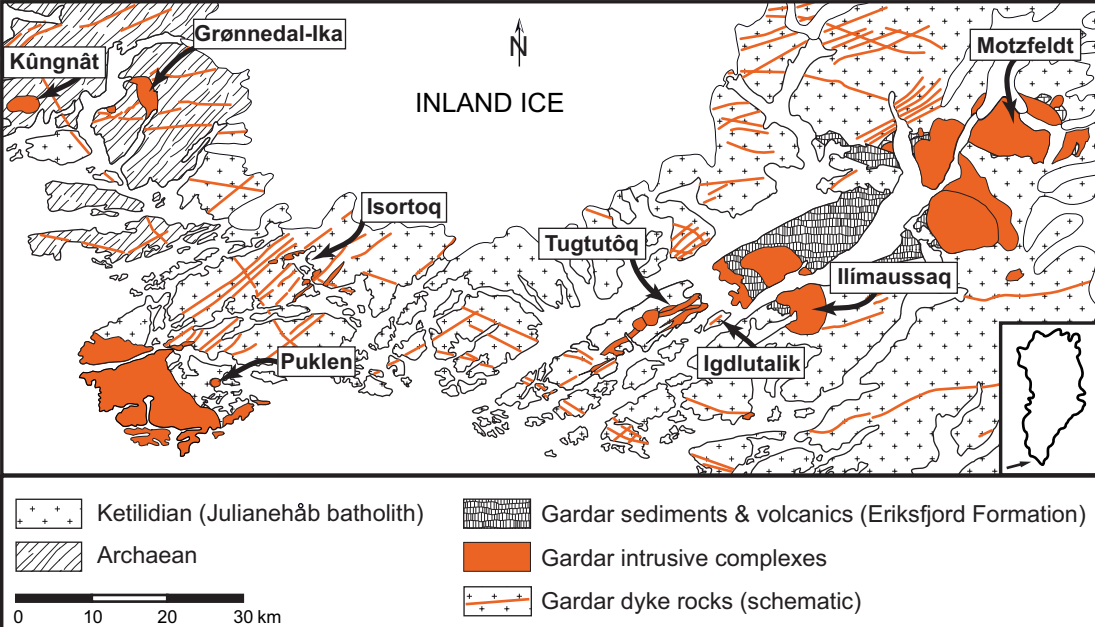 Grønnedal-Ika
Kûngnât
N
Motzfeldt
INLAND ICE
Isortoq
Tugtutôq
Ilímaussaq
Puklen
Igdlutalik
Ketilidian (Julianehåb batholith)
Archaean
Gardar sediments & volcanics (Eriksfjord Formation)
Gardar intrusive complexes
Gardar dyke rocks (schematic)
0 10 20 30 km